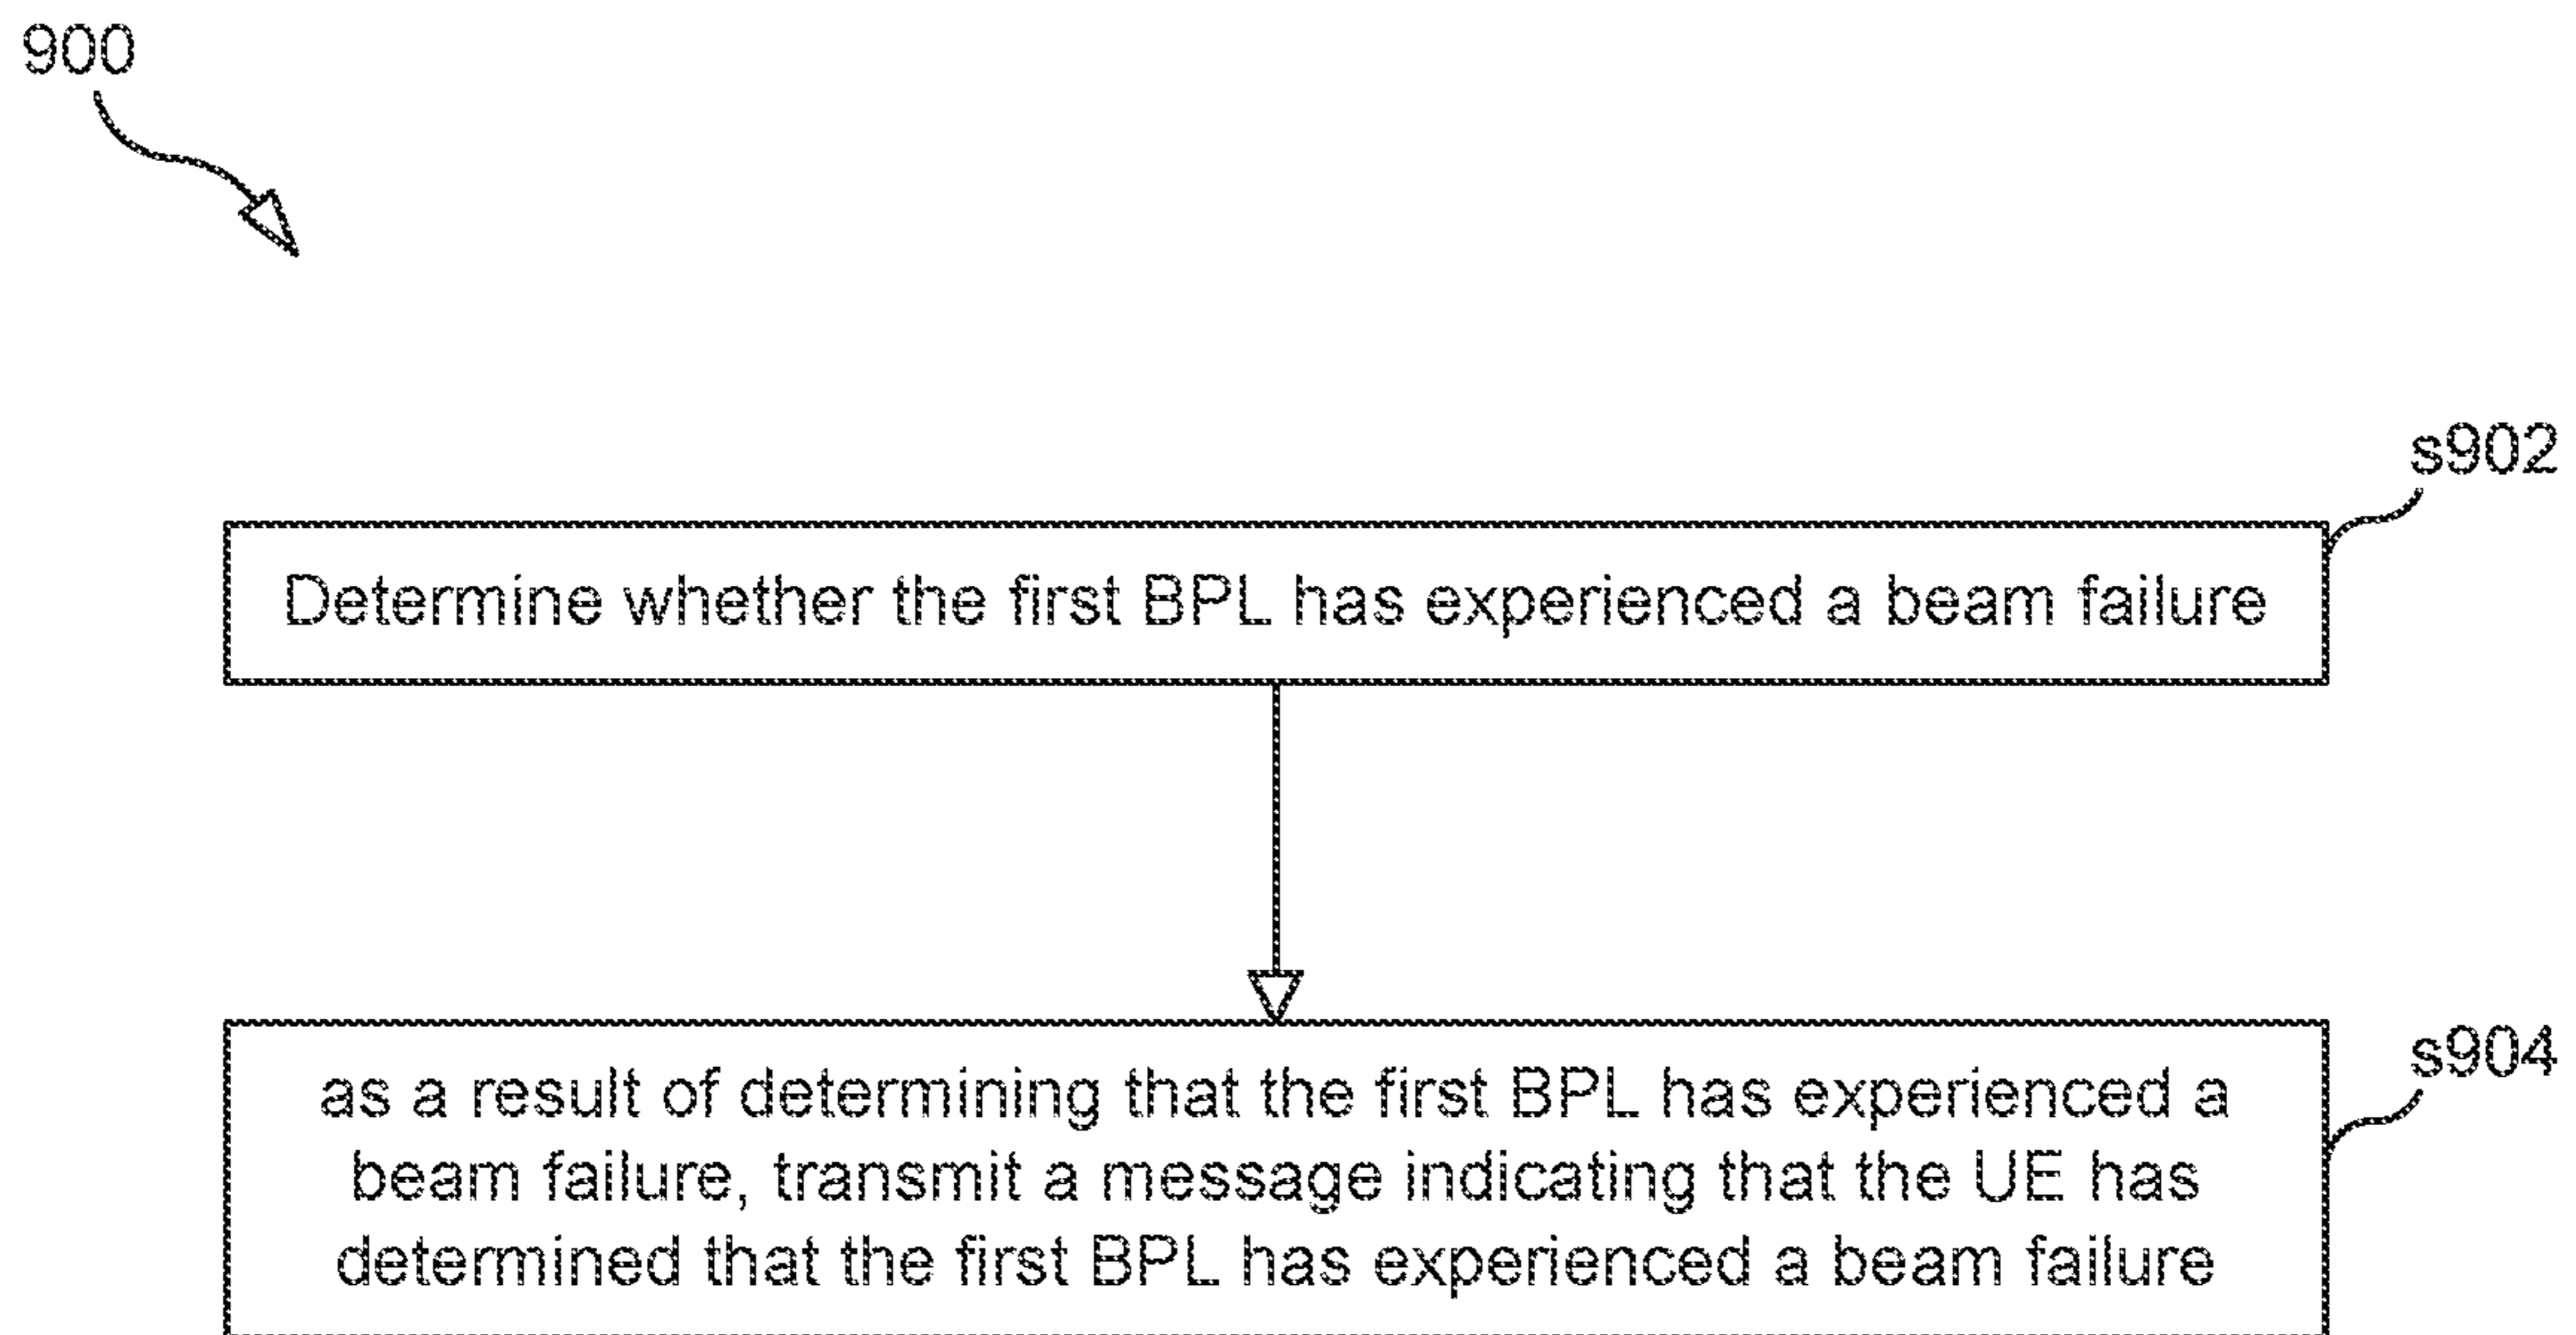 900
s902
Determine whether the first BPL has experienced a beam failure
s904
as a result of determining that the first BPL has experienced a
beam failure, transmit a message indicating that the UE has
determined that the first BPL has experienced a beam failure